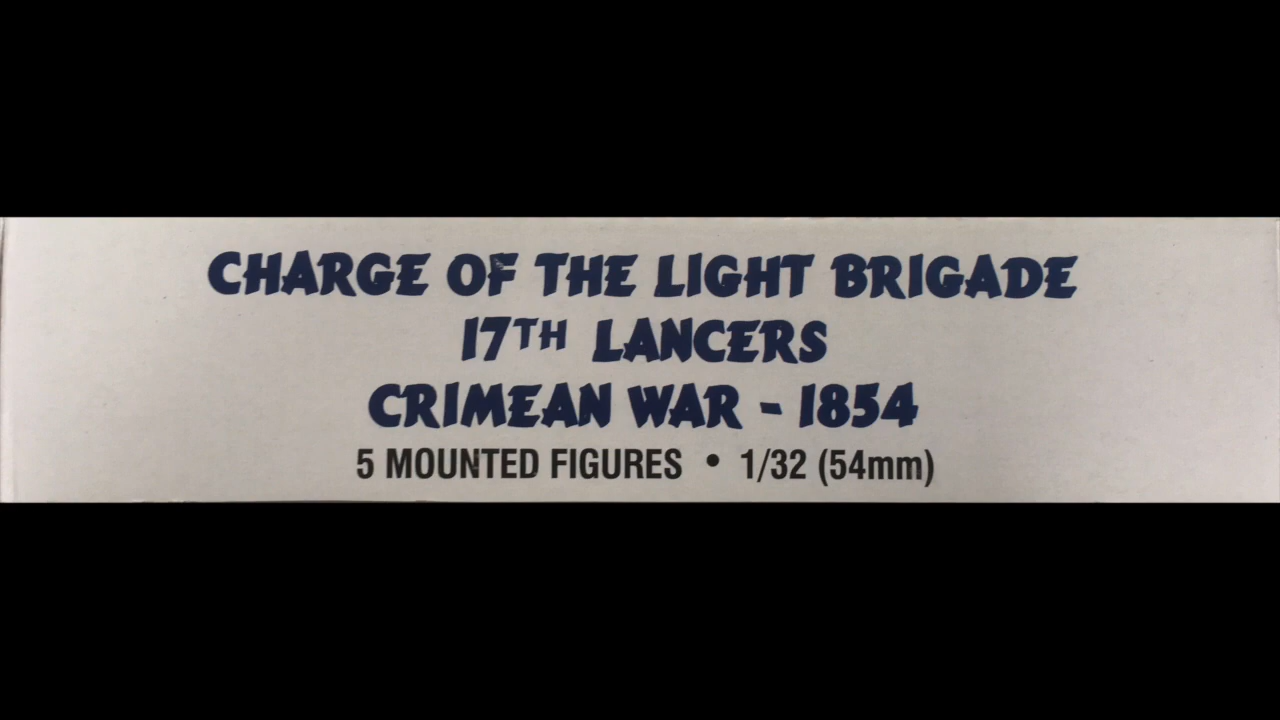 CHARGE OF THE LIGHT BRIGADE
17TH LANCERS
CRIMEAN WAR - 1854
5 MOUNTED FIGURES • 1/32 (54mm)